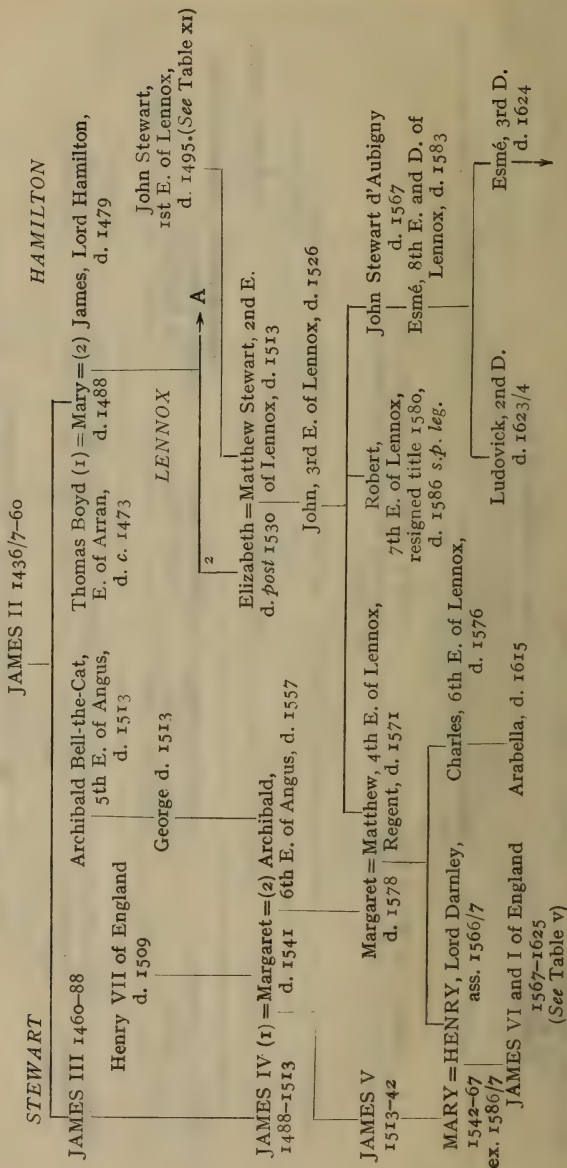 JAMES II 1436/7–60
STEWART
HAMILTON
JAMES III 1460–88
Archibald Bell-the-Cat,
5th E. of Angus,
d. 1513
Thomas Boyd (1) = Mary = (2) James, Lord Hamilton,
E. of Arran,
d. c. 1473
d. 1488
d. 1479
Henry VII of England
d. 1509
George d. 1513
LENNOX
A
John Stewart,
1st E. of Lennox,
d. 1495. (See Table XI)
2
JAMES IV (1) = Margaret = (2) Archibald,
1488–1513
d. 1541
6th E. of Angus, d. 1557
Elizabeth = Matthew Stewart, 2nd E.
d. post 1530
of Lennox, d. 1513
John, 3rd E. of Lennox, d. 1526
JAMES V
1513–42
Margaret = Matthew, 4th E. of Lennox,
d. 1578
Regent, d. 1571
Robert,
7th E. of Lennox,
resigned title 1580,
d. 1586 s.p. leg.
John Stewart d'Aubigny
d. 1567
Esmé, 8th E. and D. of
Lennox, d. 1583
MARY = HENRY, Lord Darnley,
1542–67
ex. 1586/7
ass. 1566/7
Charles, 6th E. of Lennox,
d. 1576
JAMES VI and I of England
1567–1625
(See Table V)
Arabella, d. 1615
Ludovick, 2nd D.
d. 1623/4
Esmé, 3rd D.
d. 1624